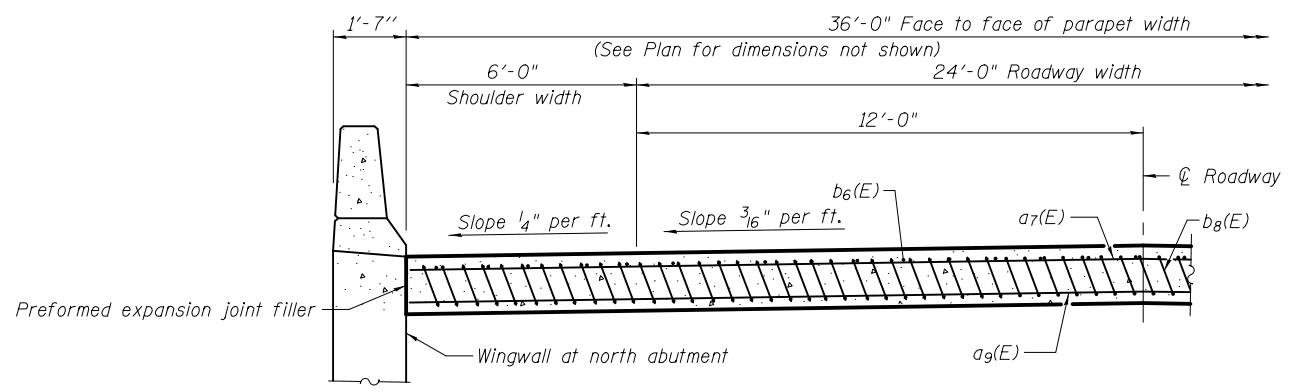 1'-7"
36'-0" Face to face of parapet width
(See Plan for dimensions not shown)
6'-0"
Shoulder width
24'-0" Roadway width
12'-0"
℄ Roadway
b6(E)
Slope 1/4" per ft.
Slope 3/16" per ft.
a7(E)
b8(E)
Preformed expansion joint filler
Wingwall at north abutment
a9(E)